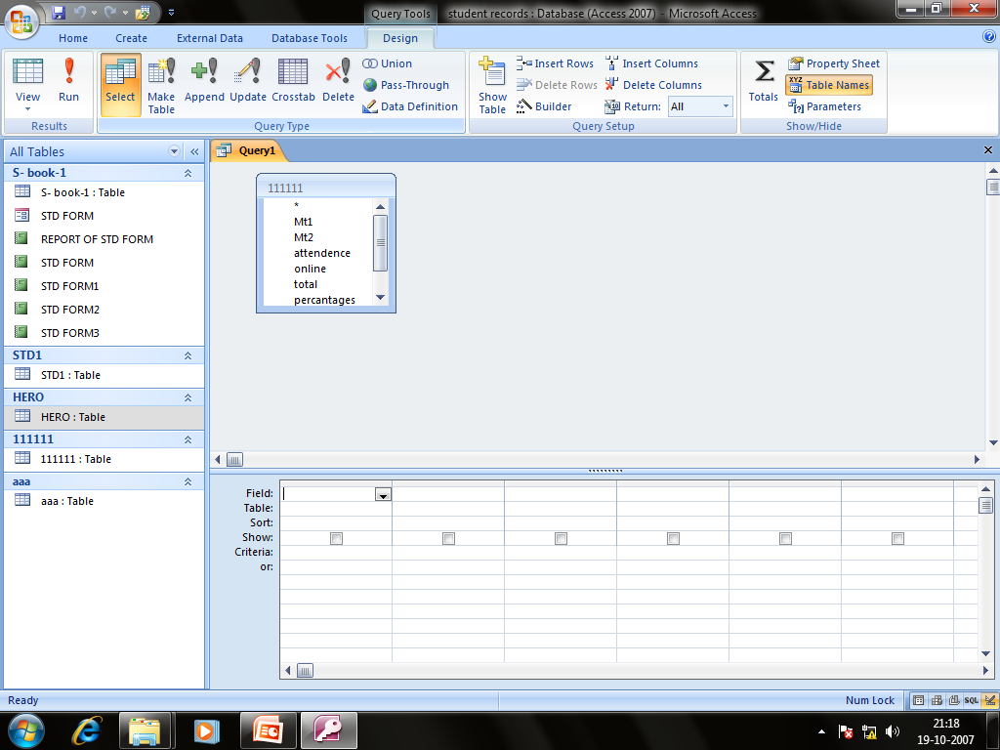 Query Tools student records : Database (Access 2007) - Microsoft Access
Home Create External Data Database Tools Design
View
Run
Results
Select
Make Table
Append
Update
Crosstab
Delete
Union
Pass-Through
Data Definition
Query Type
Show Table
Insert Rows
Delete Rows
Builder
Insert Columns
Delete Columns
Return: All
Query Setup
Σ
Totals
Property Sheet
XYZ
Table Names
Parameters
Show/Hide
All Tables «
S- book-1
S- book-1 : Table
STD FORM
REPORT OF STD FORM
STD FORM
STD FORM1
STD FORM2
STD FORM3
STD1
STD1 : Table
HERO
HERO : Table
111111
111111 : Table
aaa
aaa : Table
Query1
111111
*
Mt1
Mt2
attendence
online
total
percantages
Field:
Table:
Sort:
Show:
Criteria:
or:
Ready
Num Lock
SQL
21:18
19-10-2007